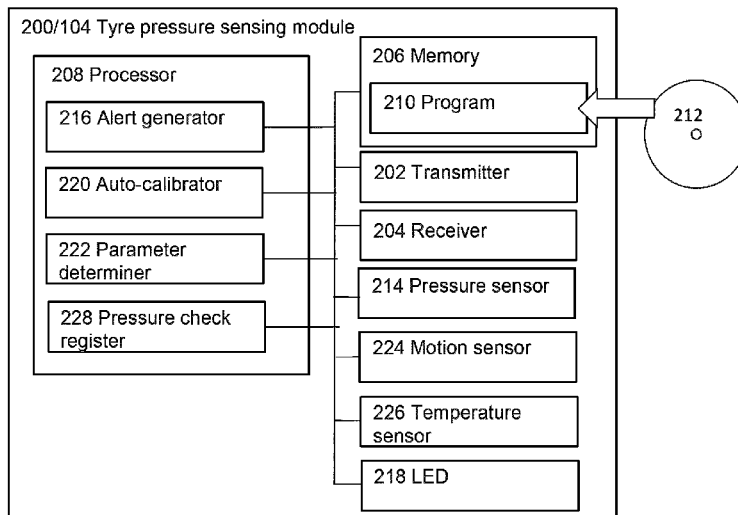 200/104 Tyre pressure sensing module
208 Processor
216 Alert generator
220 Auto-calibrator
222 Parameter
determiner
228 Pressure check
register
206 Memory
210 Program
202 Transmitter
204 Receiver
214 Pressure sensor
224 Motion sensor
226 Temperature
sensor
218 LED
212